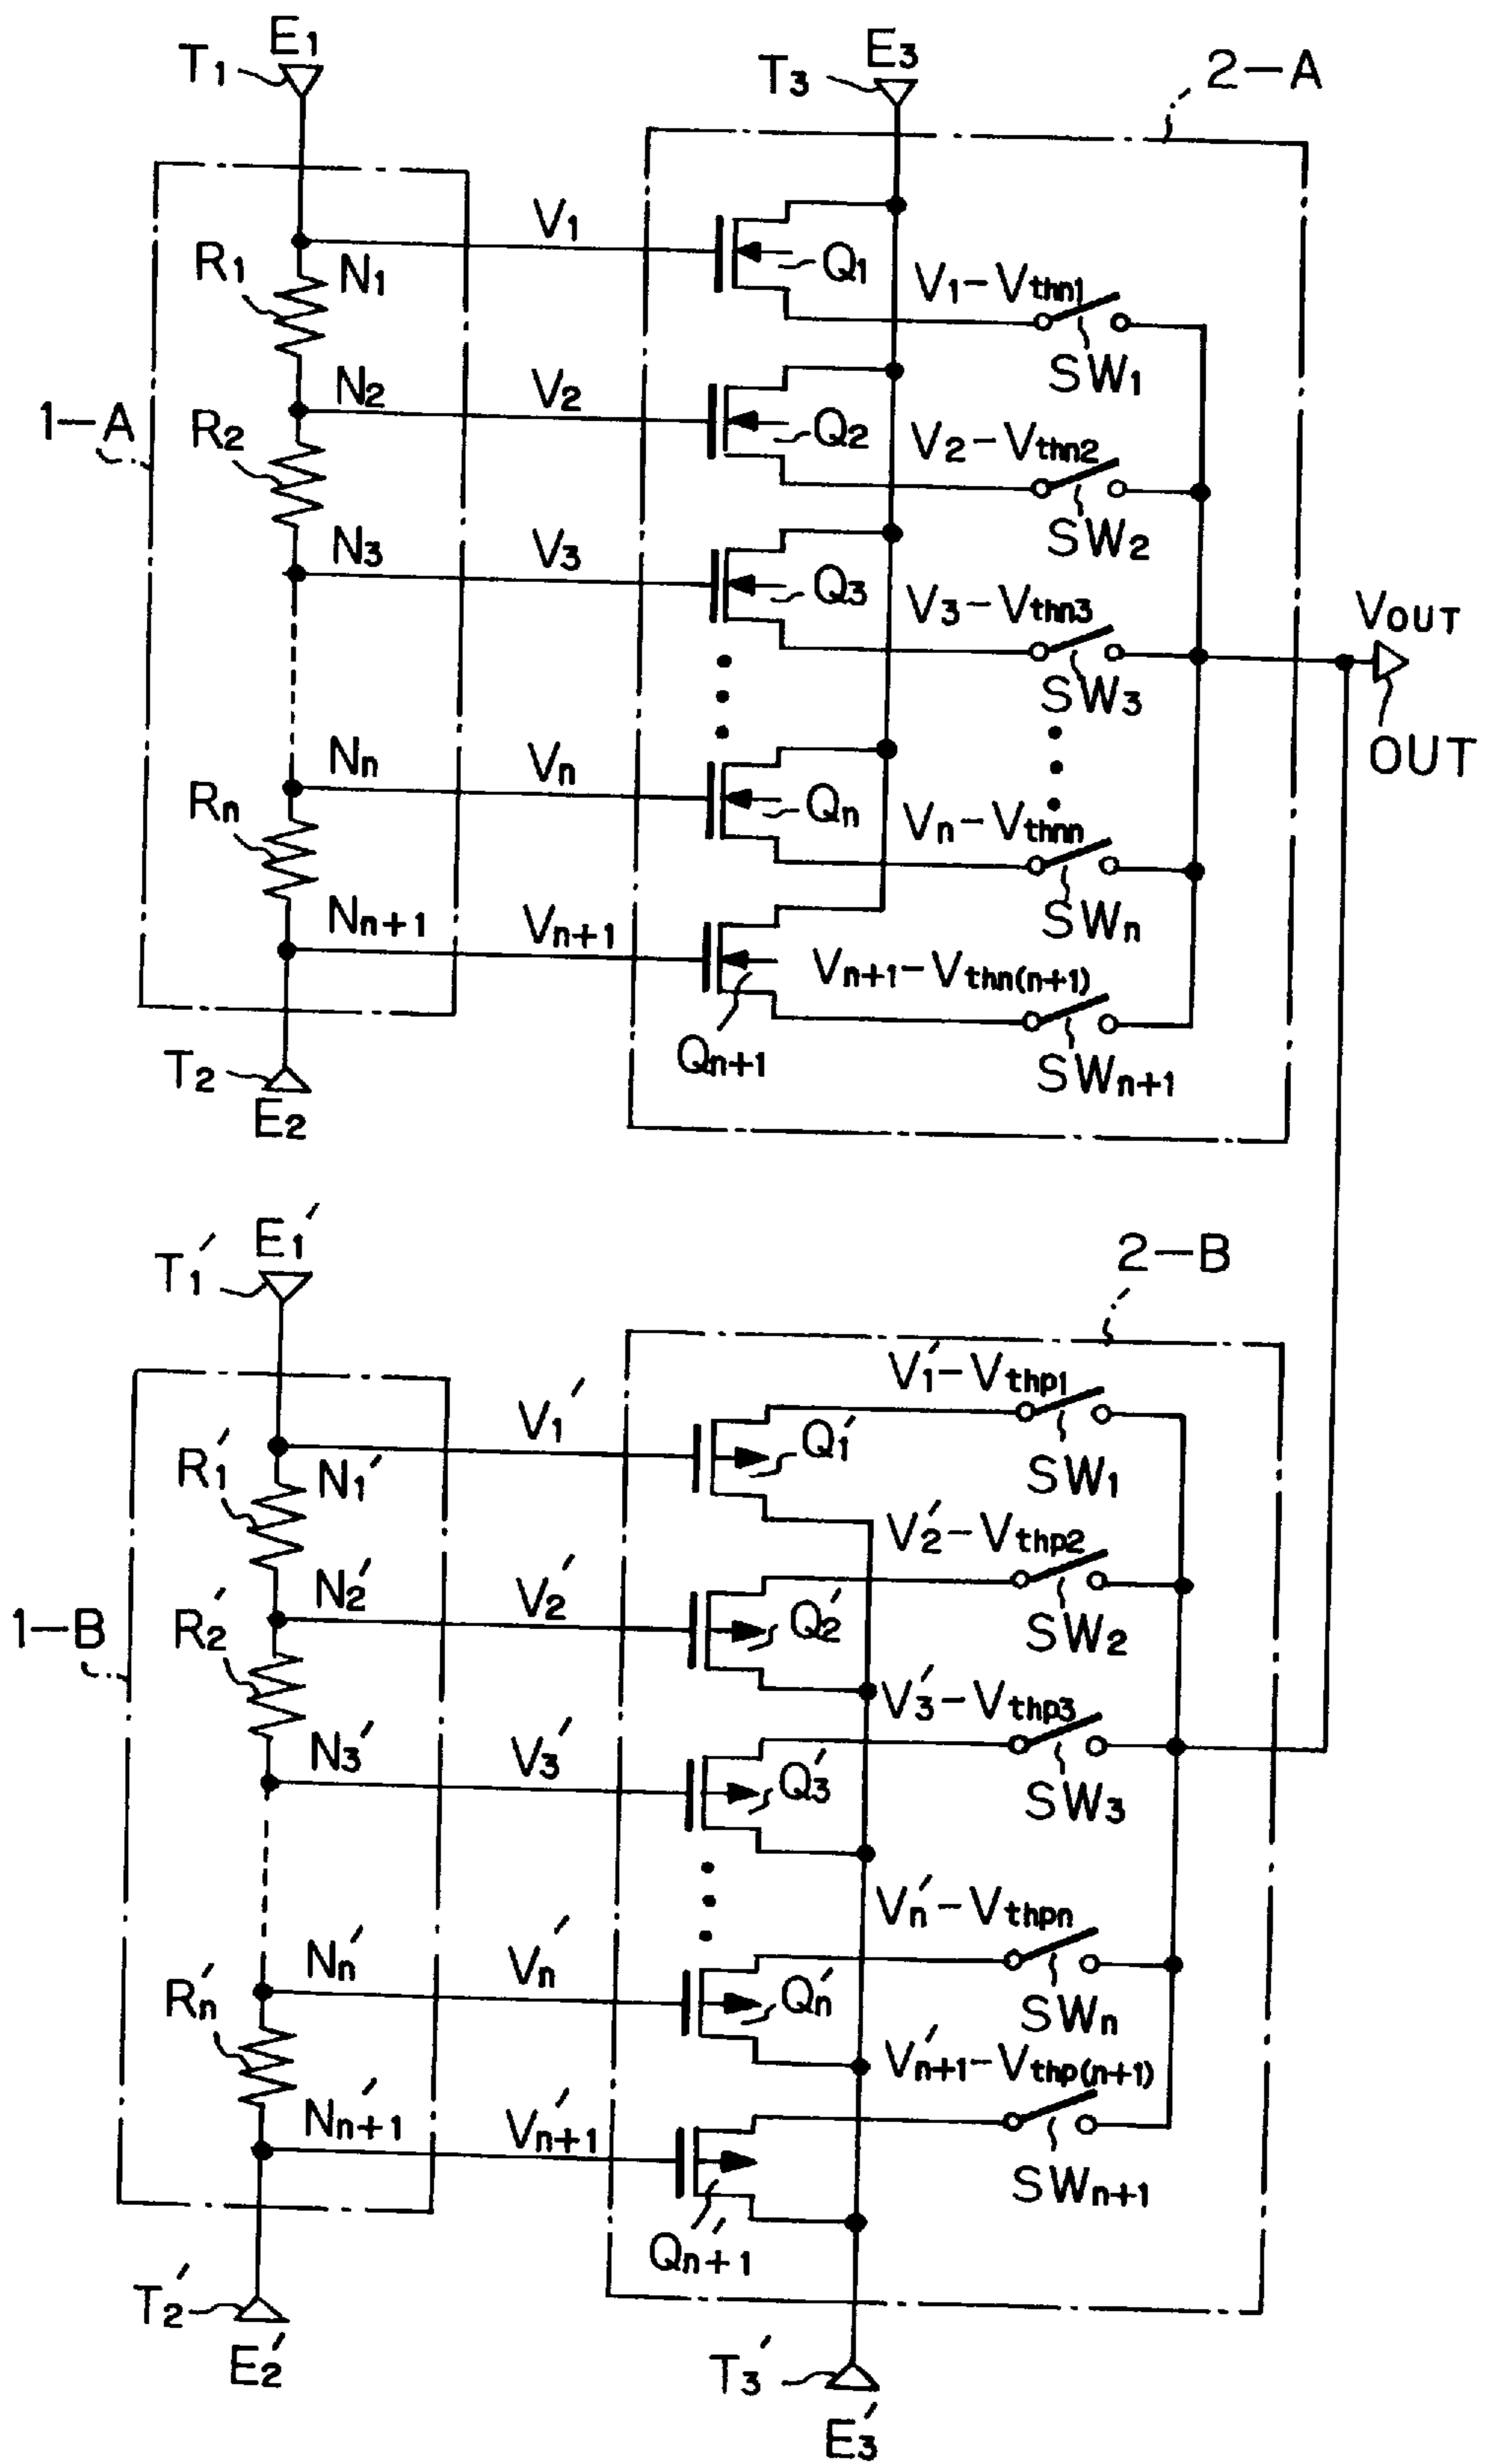 E1
T1
E3
T3
2-A
V1
R1
N1
Q1
V1-Vthn1
SW1
N2
V2
1-A
R2
Q2
V2-Vthn2
SW2
N3
V3
Q3
V3-Vthn3
SW3
VOUT
OUT
Nn
Vn
Rn
Qn
Vn-Vthnn
SWn
Nn+1
Vn+1
Vn+1-Vthn(n+1)
Qn+1
SWn+1
T2
E2
E1'
T1'
2-B
V1'-Vthp1
V1'
R1'
N1'
Q1'
SW1
V2'-Vthp2
N2'
V2'
1-B
R2'
Q2'
SW2
V3'-Vthp3
N3'
V3'
Q3'
SW3
Vn'-Vthpn
Nn'
Vn'
Rn'
Qn'
SWn
V'n+1-Vthp(n+1)
Nn+1'
V'n+1
SWn+1
Qn+1'
T2'
E2'
T3'
E3'